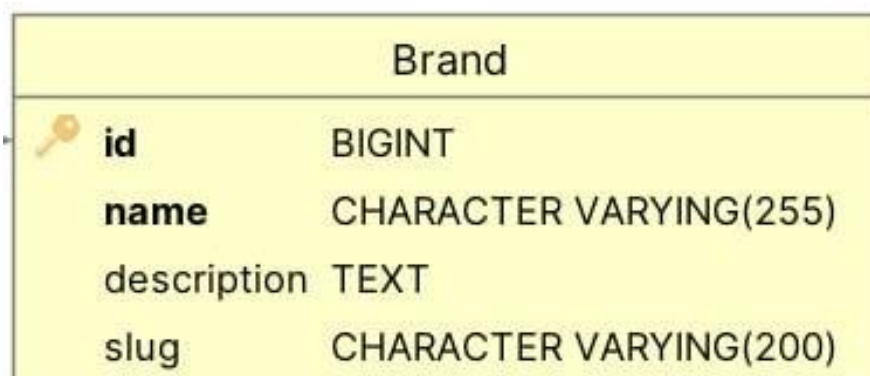 Brand
id BIGINT
name CHARACTER VARYING(255)
description TEXT
slug CHARACTER VARYING(200)